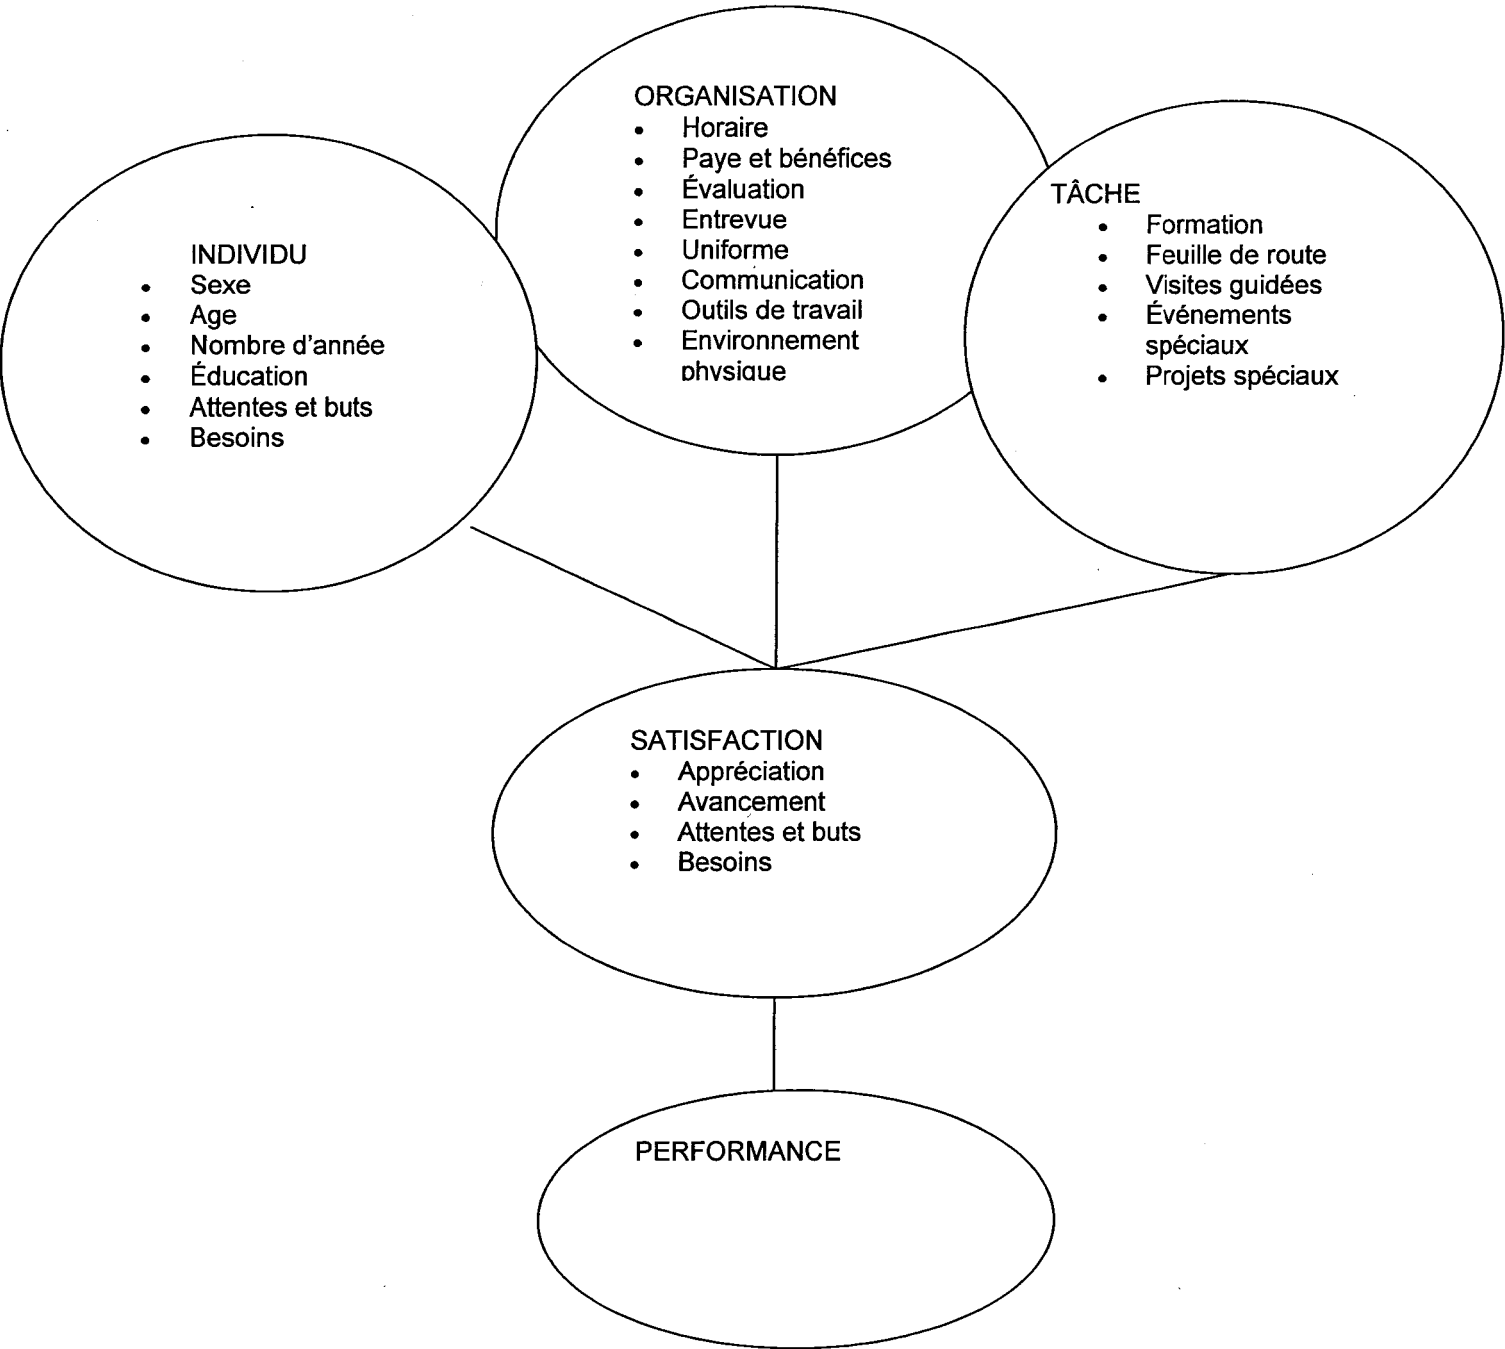 ORGANISATION
• Horaire
• Paye et bénéfices
• Évaluation
• Entrevue
• Uniforme
• Communication
• Outils de travail
• Environnement
physique
TÂCHE
• Formation
• Feuille de route
• Visites guidées
• Événements
spéciaux
• Projets spéciaux
INDIVIDU
• Sexe
• Age
• Nombre d'année
• Éducation
• Attentes et buts
• Besoins
SATISFACTION
• Appréciation
• Avancement
• Attentes et buts
• Besoins
PERFORMANCE